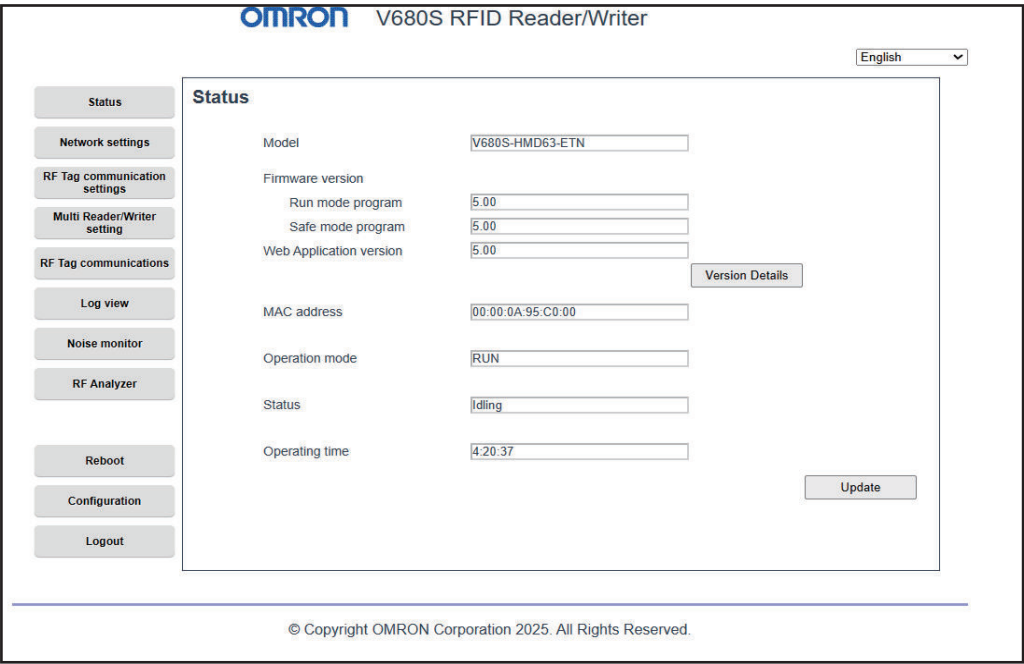 OMRON V680S RFID Reader/Writer
English
Status
Network settings
RF Tag communication
settings
Multi Reader/Writer
setting
RF Tag communications
Log view
Noise monitor
RF Analyzer
Reboot
Configuration
Logout
Status
Model V680S-HMD63-ETN
Firmware version
Run mode program 5.00
Safe mode program 5.00
Web Application version 5.00
Version Details
MAC address 00:00:0A:95:C0:00
Operation mode RUN
Status Idling
Operating time 4:20:37
Update
© Copyright OMRON Corporation 2025. All Rights Reserved.